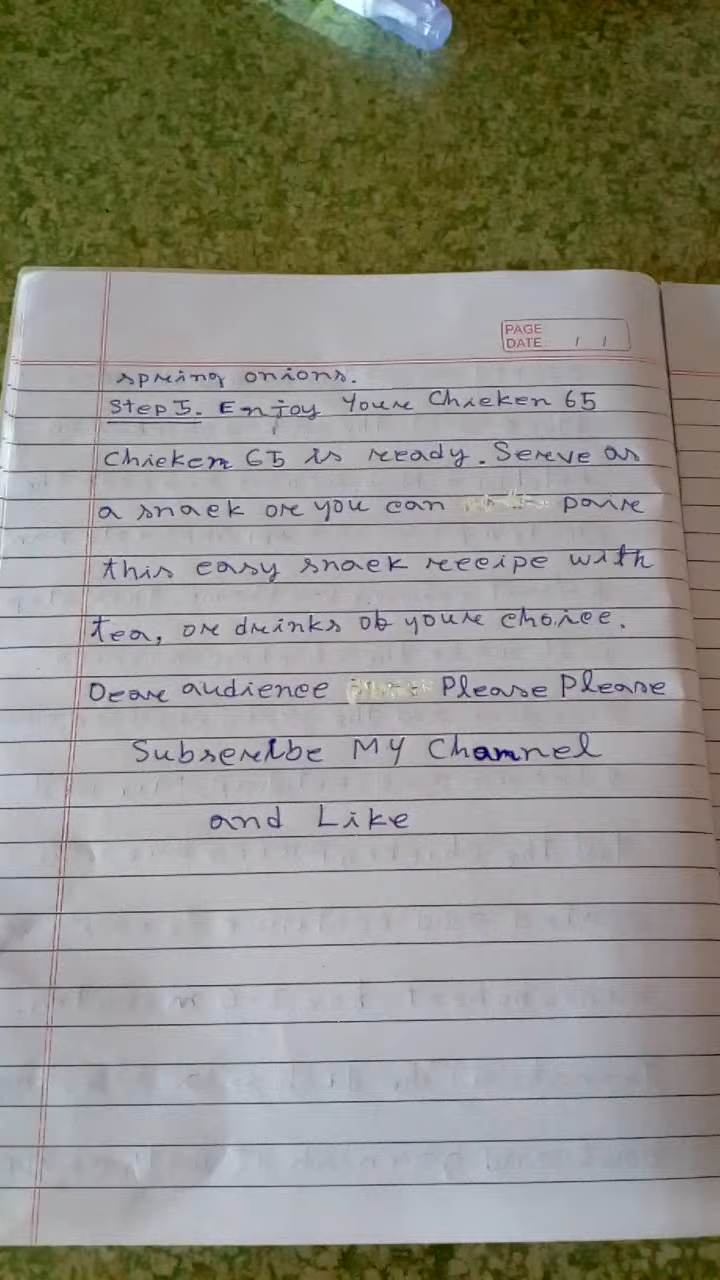 PAGE
DATE / /
spring onions.
Step 5. Enjoy Your Chicken 65
Chicken 65 is ready. Serve as
a snack or you can pair
this easy snack receipe with
tea, or drinks of your choice.
Dear audience Please Please
Subscribe My Channel
and Like